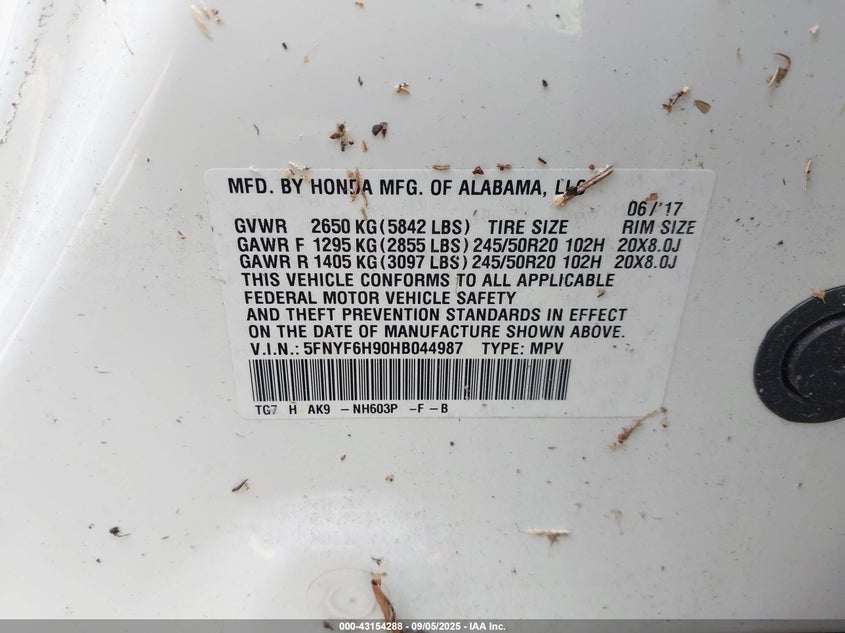 MFD. BY HONDA MFG. OF ALABAMA, LLC
06/'17
GVWR 2650 KG(5842 LBS) TIRE SIZE RIM SIZE
GAWR F 1295 KG(2855 LBS) 245/50R20 102H 20X8.0J
GAWR R 1405 KG(3097 LBS) 245/50R20 102H 20X8.0J
THIS VEHICLE CONFORMS TO ALL APPLICABLE
FEDERAL MOTOR VEHICLE SAFETY
AND THEFT PREVENTION STANDARDS IN EFFECT
ON THE DATE OF MANUFACTURE SHOWN ABOVE.
V.I.N.: 5FNYF6H90HB044987 TYPE: MPV
TG7 H AK9 -NH603P -F-B
000-43154288 - 09/05/2025 - IAA Inc.